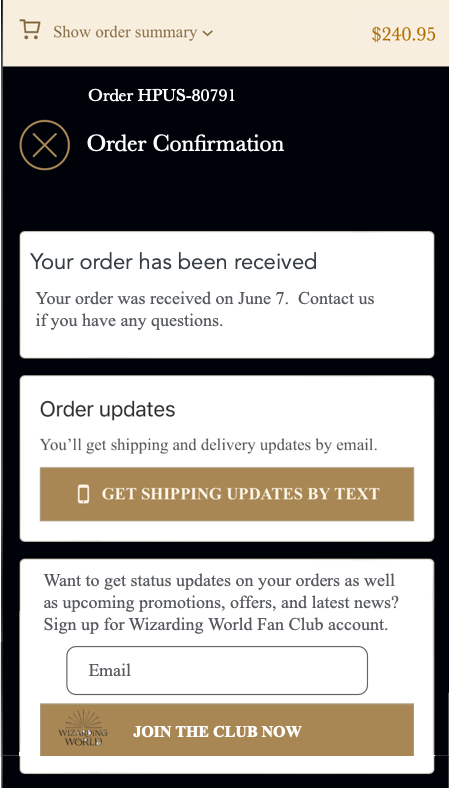 Show order summary
$240.95
Order HPUS-80791
Order Confirmation
Your order has been received
Your order was received on June 7.  Contact us
if you have any questions.
Order updates
You’ll get shipping and delivery updates by email.
GET SHIPPING UPDATES BY TEXT
Want to get status updates on your orders as well
as upcoming promotions, offers, and latest news?
Sign up for Wizarding World Fan Club account.
Email
WIZARDING
WORLD
JOIN THE CLUB NOW